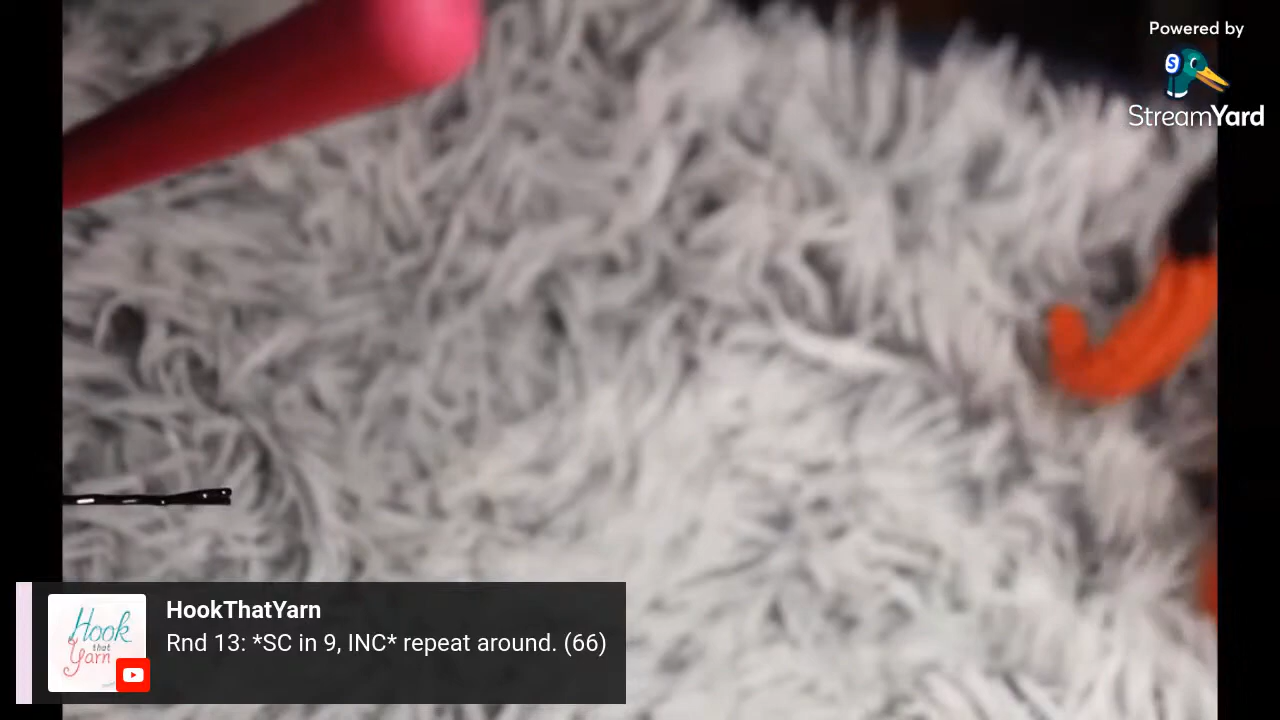 Powered by
StreamYard
Hook
that
Yarn
HookThatYarn
Rnd 13: *SC in 9, INC* repeat around. (66)